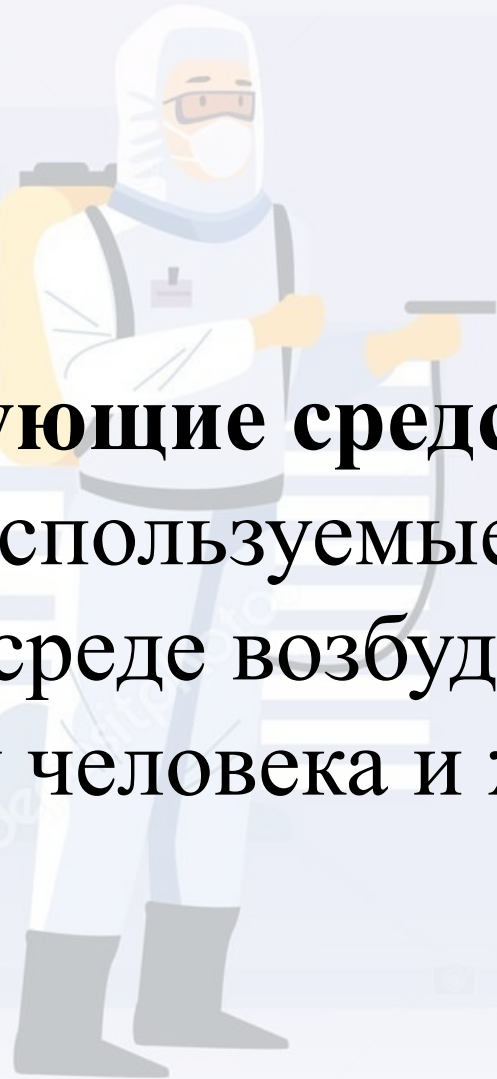 ующие средс
спользуемые
среде возбуд
человека и